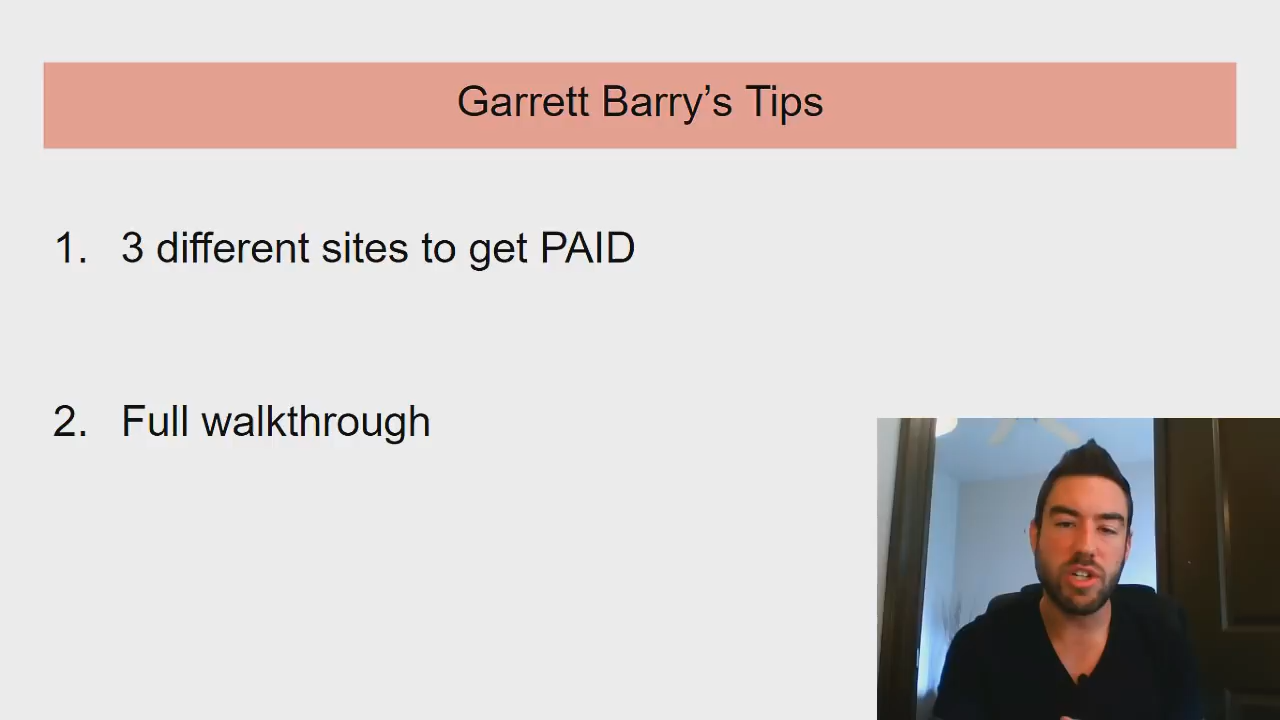 Garrett Barry’s Tips
1. 3 different sites to get PAID
2. Full walkthrough